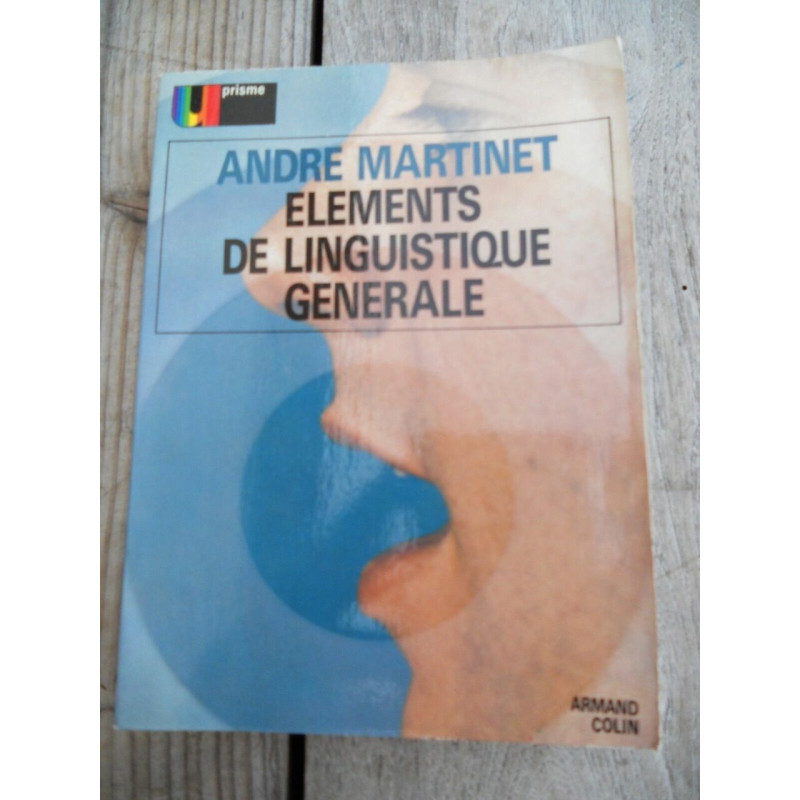 U prisme
ANDRE MARTINET
ELEMENTS
DE LINGUISTIQUE
GENERALE
ARMAND
COLIN